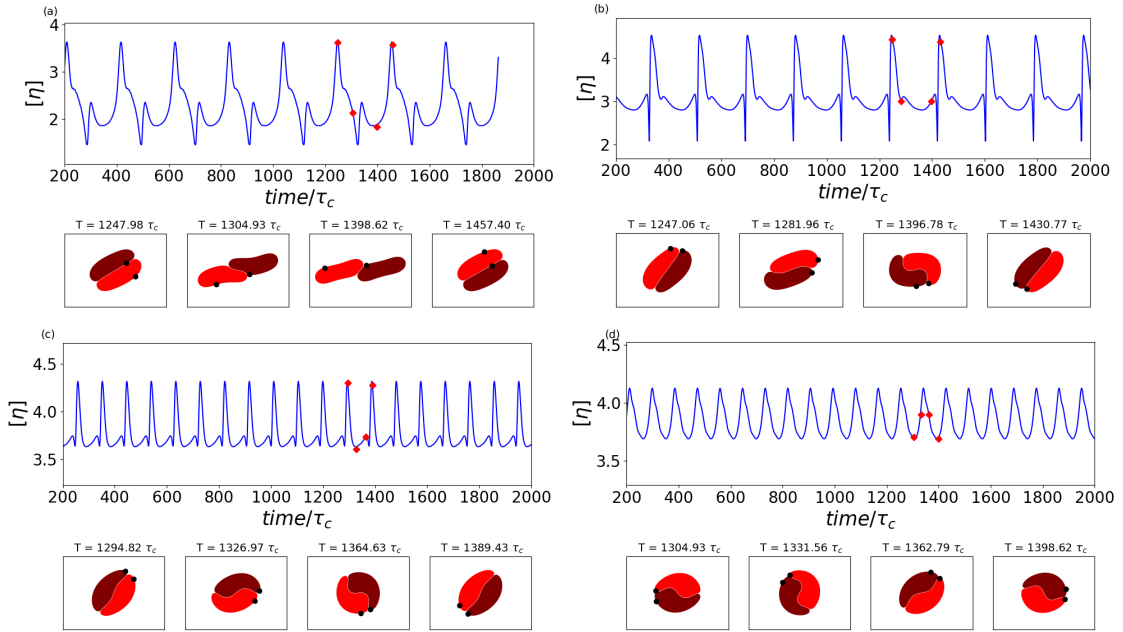 (a)
4
3
2
[η]
200 400 600 800 1000 1200 1400 1600 1800 2000
time/τc
T = 1247.98 τc
T = 1304.93 τc
T = 1398.62 τc
T = 1457.40 τc
(b)
4
3
2
[η]
200 400 600 800 1000 1200 1400 1600 1800 2000
time/τc
T = 1247.06 τc
T = 1281.96 τc
T = 1396.78 τc
T = 1430.77 τc
(c)
4.5
4.0
3.5
[η]
200 400 600 800 1000 1200 1400 1600 1800 2000
time/τc
T = 1294.82 τc
T = 1326.97 τc
T = 1364.63 τc
T = 1389.43 τc
(d)
4.5
4.0
3.5
[η]
200 400 600 800 1000 1200 1400 1600 1800 2000
time/τc
T = 1304.93 τc
T = 1331.56 τc
T = 1362.79 τc
T = 1398.62 τc